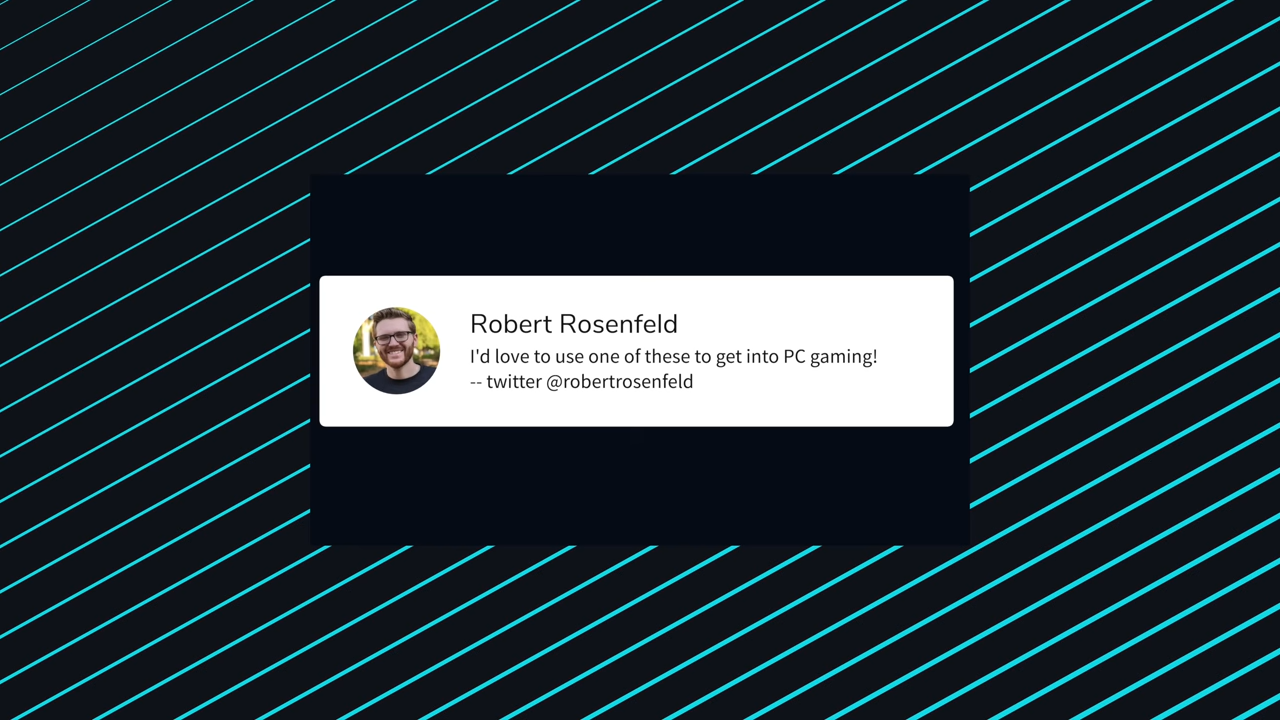 Robert Rosenfeld
I'd love to use one of these to get into PC gaming!
-- twitter @robertrosenfeld